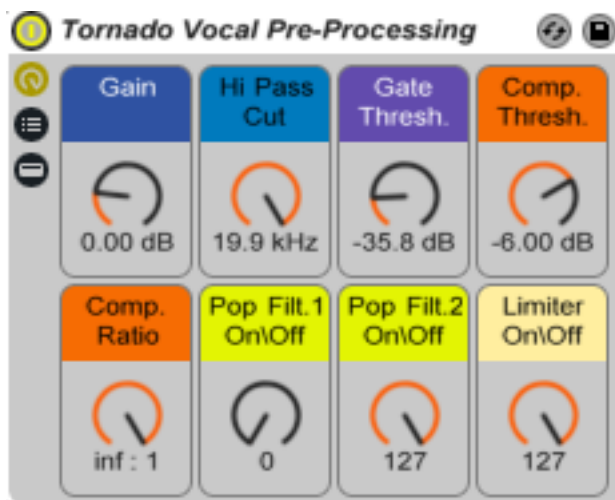 Tornado Vocal Pre-Processing
Gain
Hi Pass
Cut
Gate
Thresh.
Comp.
Thresh.
0.00 dB
19.9 kHz
-35.8 dB
-6.00 dB
Comp.
Ratio
Pop Filt.1
On\Off
Pop Filt.2
On\Off
Limiter
On\Off
inf : 1
0
127
127